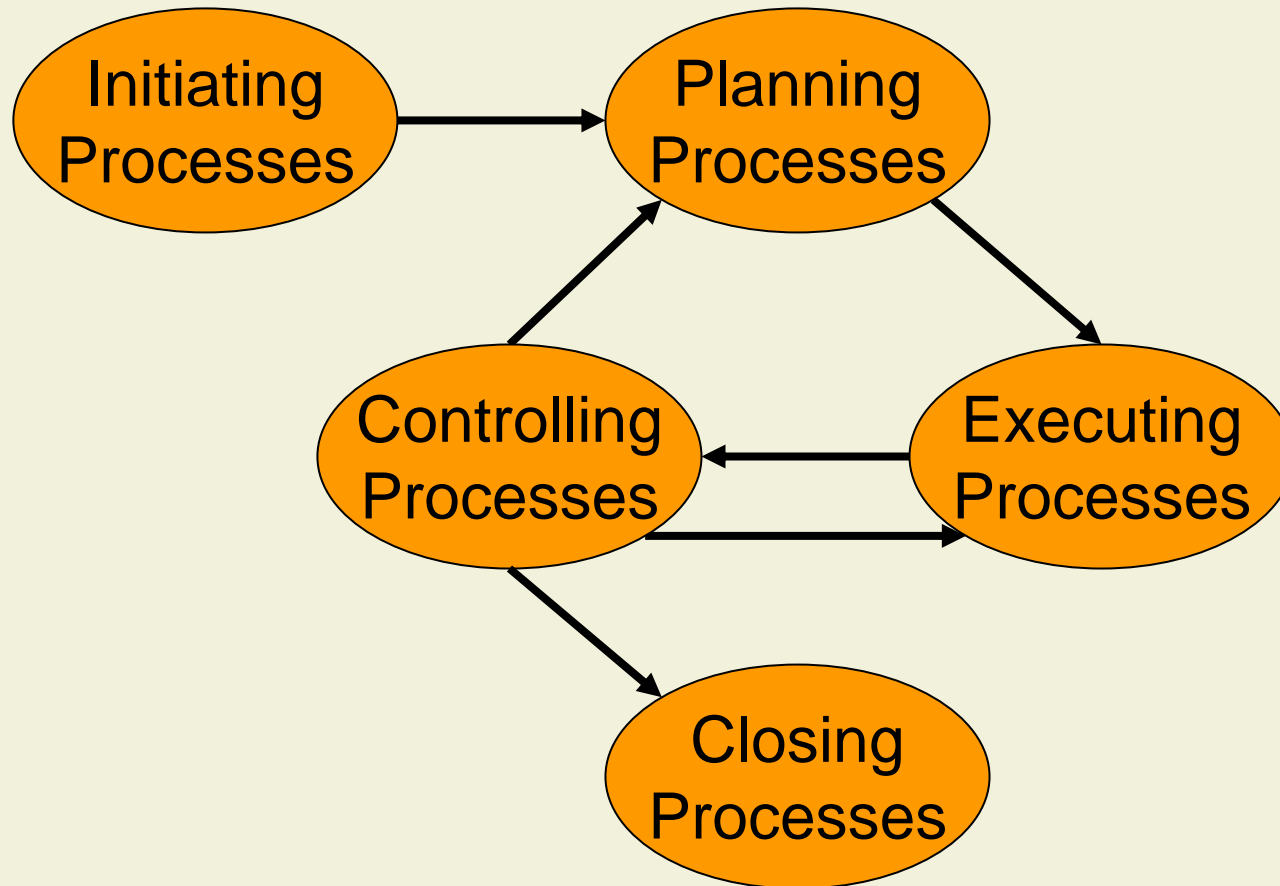 Initiating
Processes
Planning
Processes
Controlling
Processes
Executing
Processes
Closing
Processes